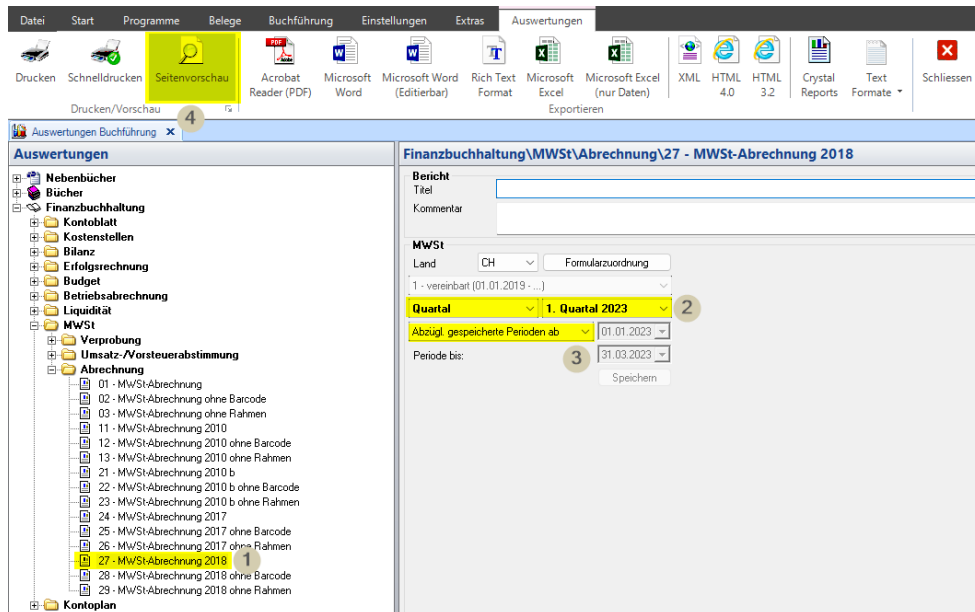 Datei Start Programme Belege Buchführung Einstellungen Extras Auswertungen
Drucken Schnelldrucken Seitenvorschau Acrobat Reader (PDF) Microsoft Word Microsoft Word (Editierbar) Rich Text Format Microsoft Excel Microsoft Excel (nur Daten) XML HTML 4.0 HTML 3.2 Crystal Reports Text Formate Schliessen
Drucken/Vorschau Exportieren
4
Auswertungen Buchführung
Auswertungen
Nebenbücher
Bücher
Finanzbuchhaltung
Kontoblatt
Kostenstellen
Bilanz
Erfolgsrechnung
Budget
Betriebsabrechnung
Liquidität
MWSt
Verprobung
Umsatz-/Vorsteuerabstimmung
Abrechnung
01 - MWSt-Abrechnung
02 - MWSt-Abrechnung ohne Barcode
03 - MWSt-Abrechnung ohne Rahmen
11 - MWSt-Abrechnung 2010
12 - MWSt-Abrechnung 2010 ohne Barcode
13 - MWSt-Abrechnung 2010 ohne Rahmen
21 - MWSt-Abrechnung 2010 b
22 - MWSt-Abrechnung 2010 b ohne Barcode
23 - MWSt-Abrechnung 2010 b ohne Rahmen
24 - MWSt-Abrechnung 2017
25 - MWSt-Abrechnung 2017 ohne Barcode
26 - MWSt-Abrechnung 2017 ohne Rahmen
27 - MWSt-Abrechnung 2018 1
28 - MWSt-Abrechnung 2018 ohne Barcode
29 - MWSt-Abrechnung 2018 ohne Rahmen
Kontoplan
Finanzbuchhaltung\MWSt\Abrechnung\27 - MWSt-Abrechnung 2018
Bericht
Titel
Kommentar
MWSt
Land CH Formularzuordnung
1 - vereinbart (01.01.2019 - ...)
Quartal 1. Quartal 2023 2
Abzügl. gespeicherte Perioden ab 01.01.2023
Periode bis: 3 31.03.2023
Speichern